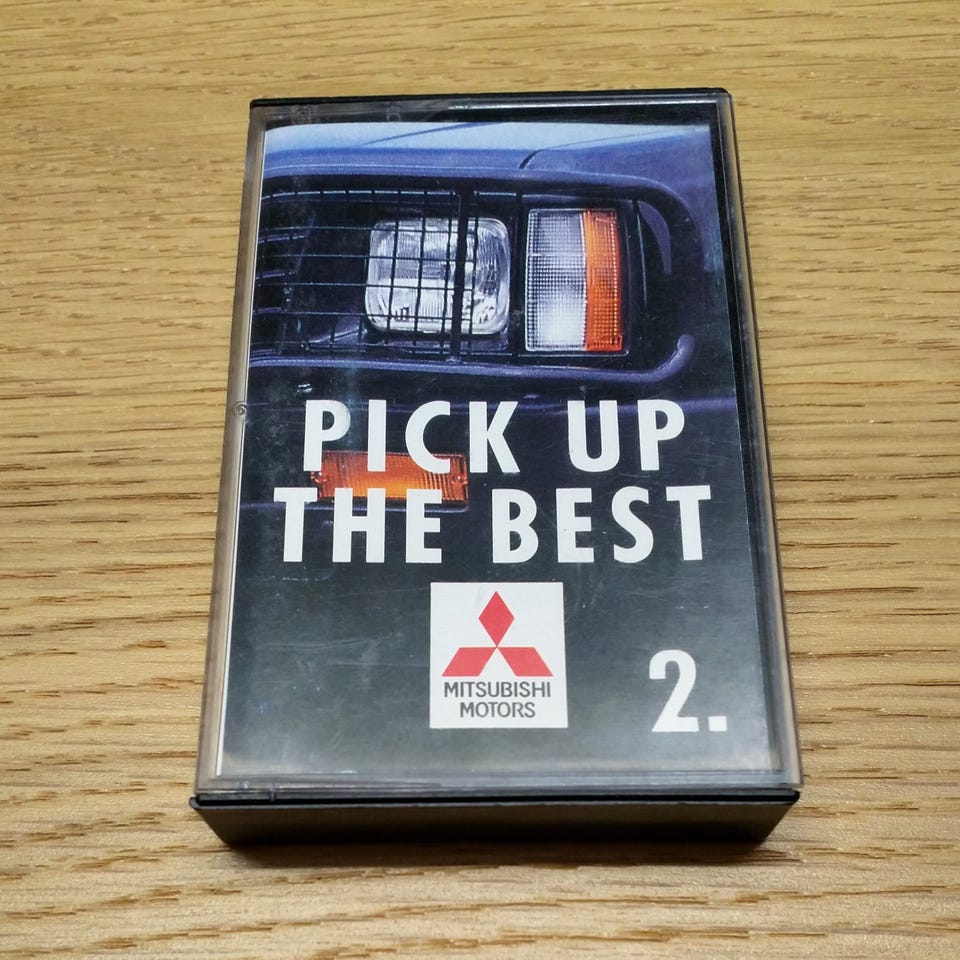 PICK UP
THE BEST
MITSUBISHI
MOTORS
2.